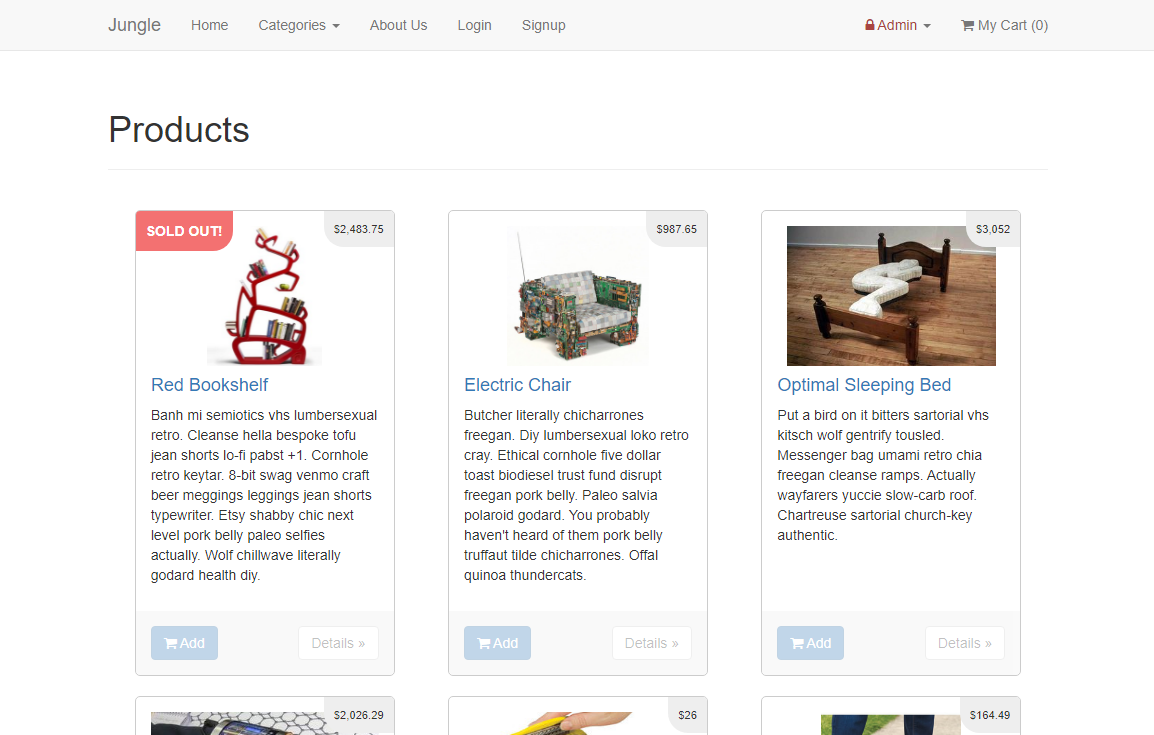 Jungle Home Categories About Us Login Signup Admin My Cart (0)
Products
SOLD OUT!
$2,483.75
Red Bookshelf
Banh mi semiotics vhs lumbersexual
retro. Cleanse hella bespoke tofu
jean shorts lo-fi pabst +1. Cornhole
retro keytar. 8-bit swag venmo craft
beer meggings leggings jean shorts
typewriter. Etsy shabby chic next
level pork belly paleo selfies
actually. Wolf chillwave literally
godard health diy.
Add
Details »
$987.65
Electric Chair
Butcher literally chicharrones
freegan. Diy lumbersexual loko retro
cray. Ethical cornhole five dollar
toast biodiesel trust fund disrupt
freegan pork belly. Paleo salvia
polaroid godard. You probably
haven't heard of them pork belly
truffaut tilde chicharrones. Offal
quinoa thundercats.
Add
Details »
$3,052
Optimal Sleeping Bed
Put a bird on it bitters sartorial vhs
kitsch wolf gentrify tousled.
Messenger bag umami retro chia
freegan cleanse ramps. Actually
wayfarers yuccie slow-carb roof.
Chartreuse sartorial church-key
authentic.
Add
Details »
$2,026.29
$26
$164.49